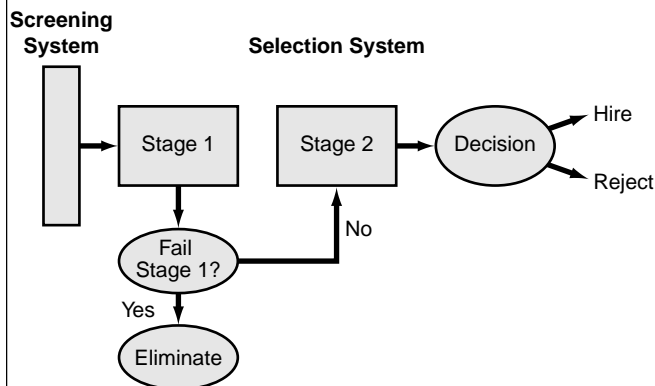 Screening
System
Selection System
Stage 1
Stage 2
Decision
Hire
Reject
No
Fail
Stage 1?
Yes
Eliminate